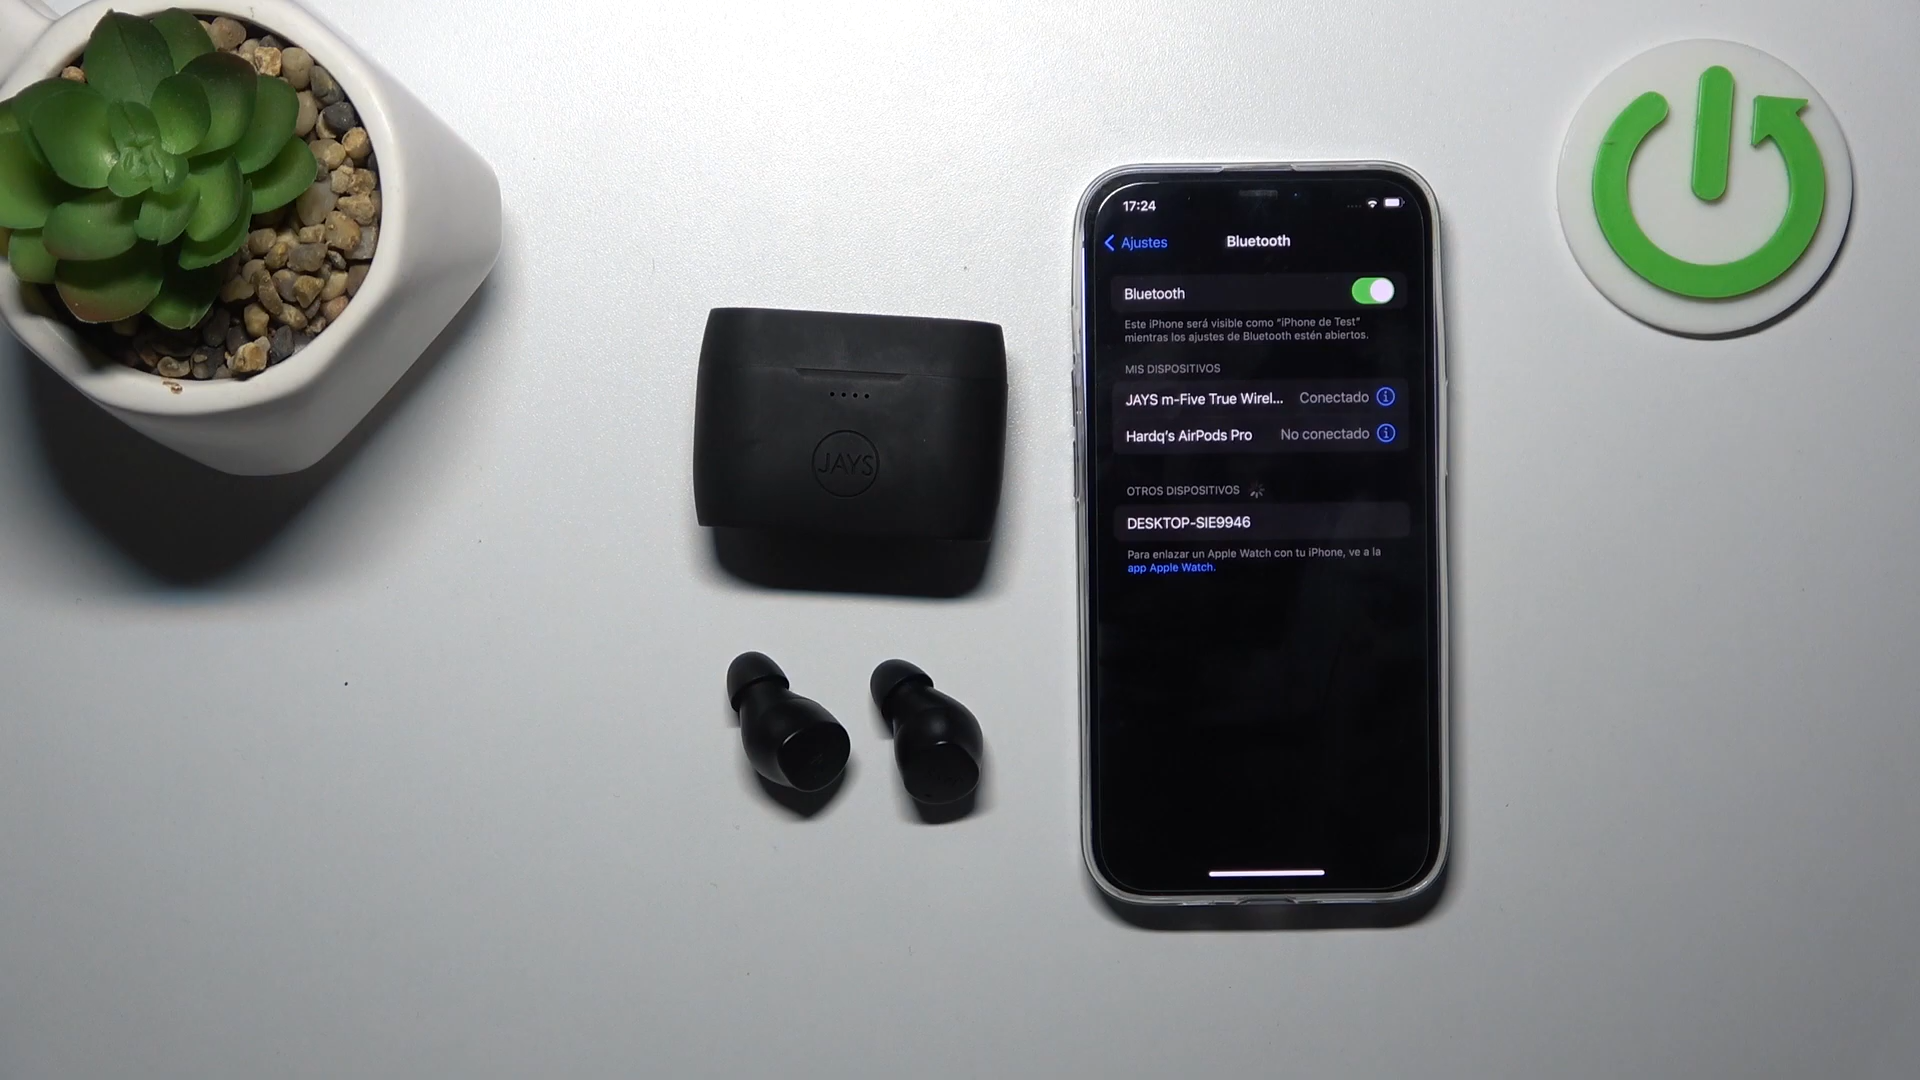 JAYS
17:24
Ajustes
Bluetooth
Bluetooth
Este iPhone será visible como “iPhone de Test”
mientras los ajustes de Bluetooth estén abiertos.
MIS DISPOSITIVOS
JAYS m-Five True Wirel... Conectado
Hardq's AirPods Pro No conectado
OTROS DISPOSITIVOS
DESKTOP-SIE9946
Para enlazar un Apple Watch con tu iPhone, ve a la
app Apple Watch.